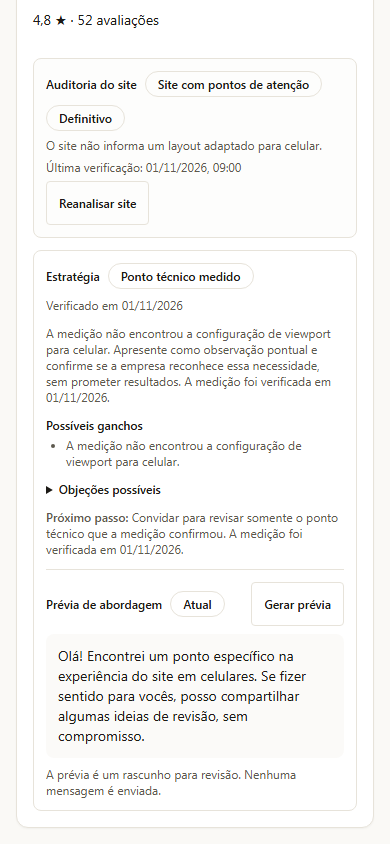 4,8 ★ · 52 avaliações
Auditoria do site
Site com pontos de atenção
Definitivo
O site não informa um layout adaptado para celular.
Última verificação: 01/11/2026, 09:00
Reanalisar site
Estratégia
Ponto técnico medido
Verificado em 01/11/2026
A medição não encontrou a configuração de viewport
para celular. Apresente como observação pontual e
confirme se a empresa reconhece essa necessidade,
sem prometer resultados. A medição foi verificada em
01/11/2026.
Possíveis ganchos
• A medição não encontrou a configuração de
viewport para celular.
▶ Objeções possíveis
Próximo passo: Convidar para revisar somente o ponto
técnico que a medição confirmou. A medição foi
verificada em 01/11/2026.
Prévia de abordagem
Atual
Gerar prévia
Olá! Encontrei um ponto específico na
experiência do site em celulares. Se fizer
sentido para vocês, posso compartilhar
algumas ideias de revisão, sem
compromisso.
A prévia é um rascunho para revisão. Nenhuma
mensagem é enviada.